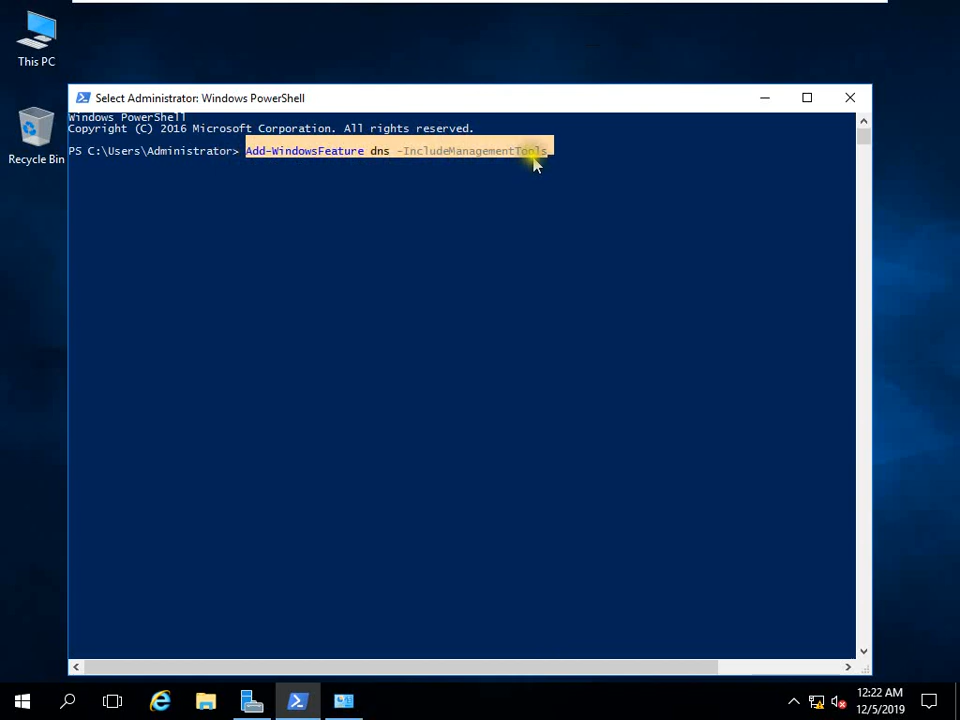 This PC
Recycle Bin
Select Administrator: Windows PowerShell
Windows PowerShell
Copyright (C) 2016 Microsoft Corporation. All rights reserved.
PS C:\Users\Administrator> Add-WindowsFeature dns -IncludeManagementTools
12:22 AM
12/5/2019